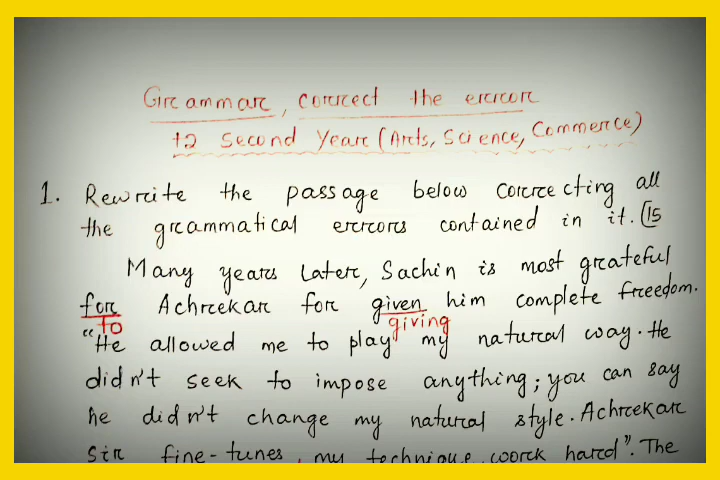 Grammar, correct the error
+2 Second Year (Arts, Science, Commerce)
1. Rewrite the passage below correcting all
the grammatical errors contained in it. (15
Many years later, Sachin is most grateful
for Achrekar for given him complete freedom.
to giving
"He allowed me to play my natural way. He
didn't seek to impose anything; you can say
he didn't change my natural style. Achrekar
Sir fine-tunes, my technique, work hard". The